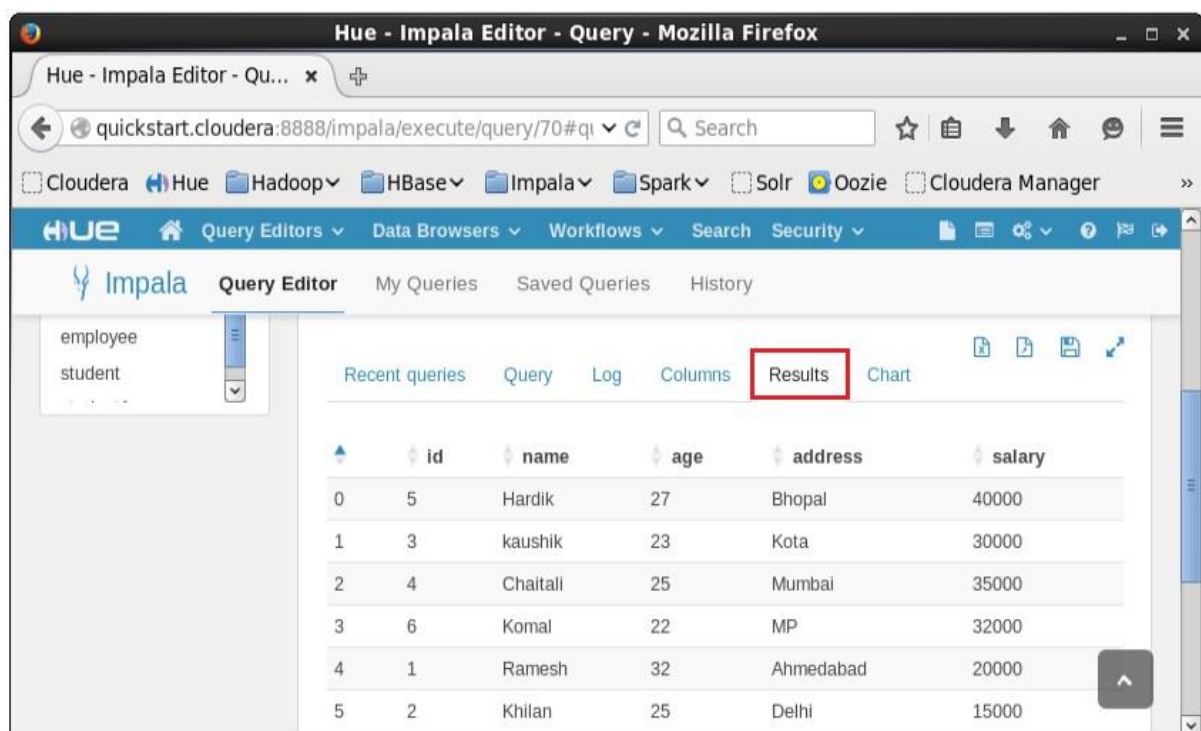 Hue - Impala Editor - Query - Mozilla Firefox
Hue - Impala Editor - Qu...
quickstart.cloudera:8888/impala/execute/query/70#qu Search
Cloudera Hue Hadoop HBase Impala Spark Solr Oozie Cloudera Manager »
HUE Query Editors Data Browsers Workflows Search Security
Impala Query Editor My Queries Saved Queries History
employee
student
Recent queries Query Log Columns Results Chart
id name age address salary
0 5 Hardik 27 Bhopal 40000
1 3 kaushik 23 Kota 30000
2 4 Chaitali 25 Mumbai 35000
3 6 Komal 22 MP 32000
4 1 Ramesh 32 Ahmedabad 20000
5 2 Khilan 25 Delhi 15000